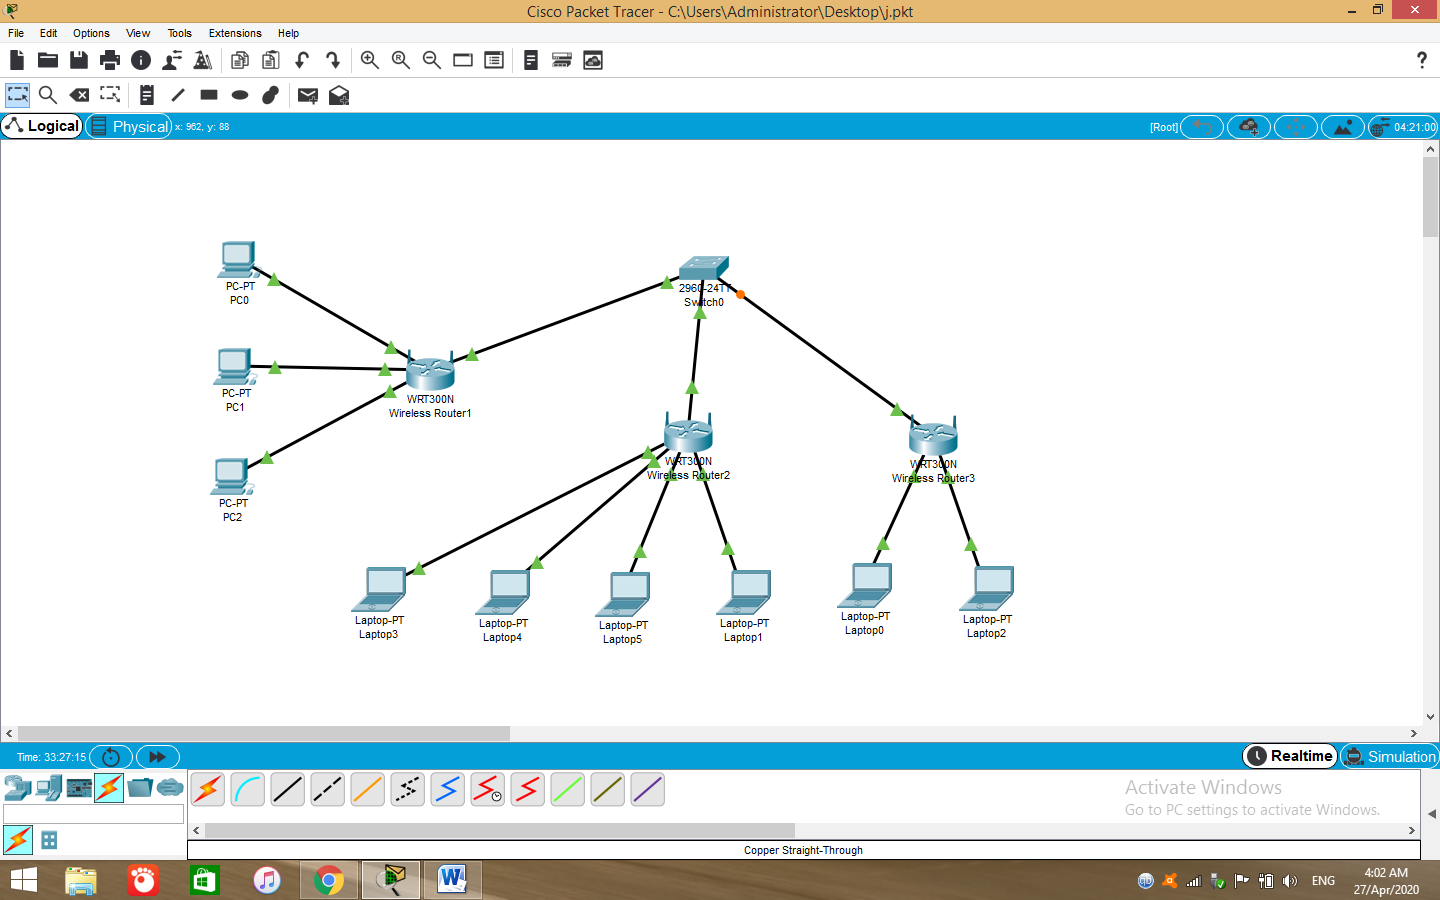 Cisco Packet Tracer - C:\Users\Administrator\Desktop\j.pkt
File Edit Options View Tools Extensions Help
?
Logical Physical x: 962, y: 88 [Root] 04:21:00
PC-PT
PC0
2960-24TT
Switch0
PC-PT
PC1
WRT300N
Wireless Router1
WRT300N
Wireless Router2
WRT300N
Wireless Router3
PC-PT
PC2
Laptop-PT
Laptop3
Laptop-PT
Laptop4
Laptop-PT
Laptop5
Laptop-PT
Laptop1
Laptop-PT
Laptop0
Laptop-PT
Laptop2
Time: 33:27:15 Realtime Simulation
Activate Windows
Go to PC settings to activate Windows.
Copper Straight-Through
ENG
4:02 AM
27/Apr/2020